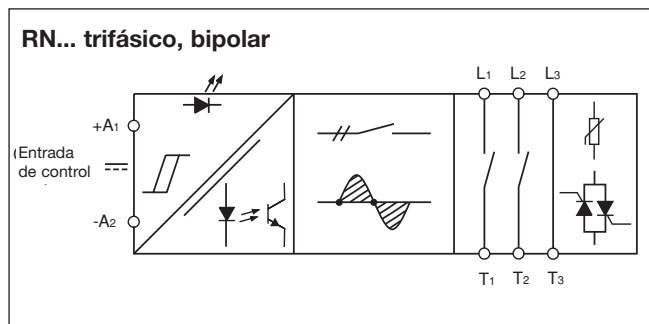 RN... trifásico, bipolar
L1 L2 L3
+A1
Entrada
de control
-A2
T1 T2 T3